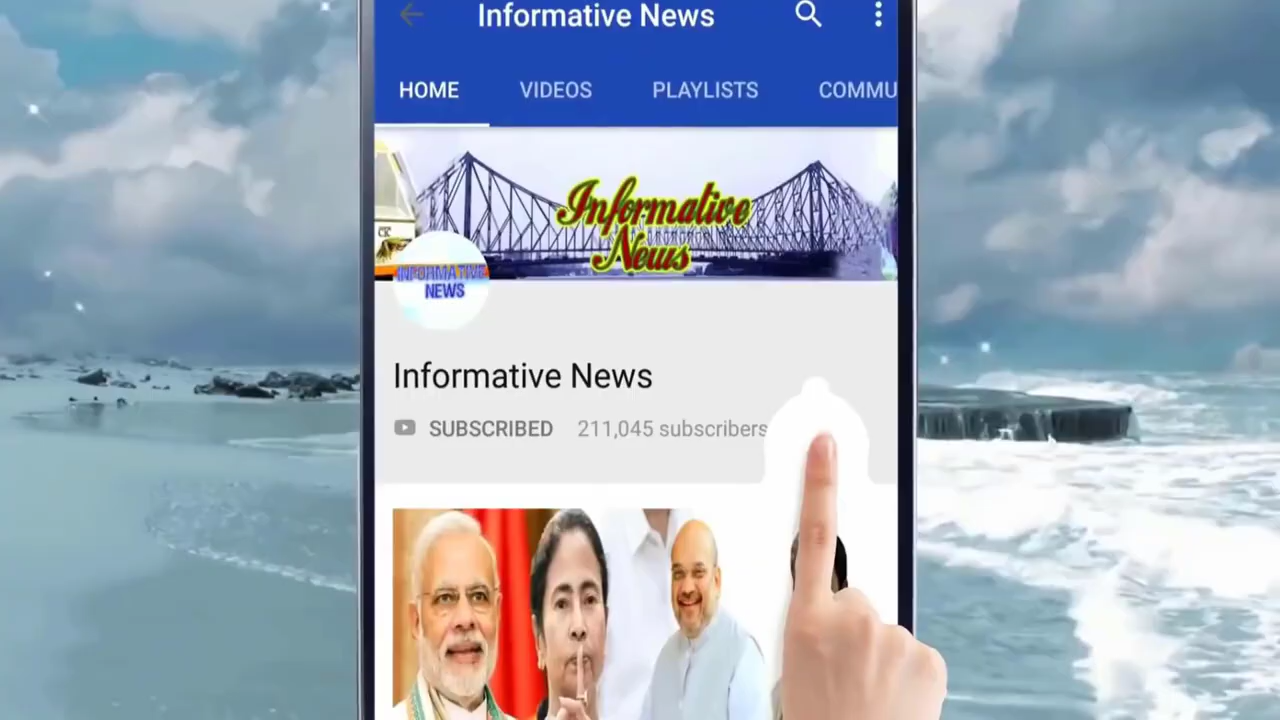 Informative News
HOME VIDEOS PLAYLISTS COMMU
Informative
News
INFORMATIVE
NEWS
Informative News
SUBSCRIBED 211,045 subscribers